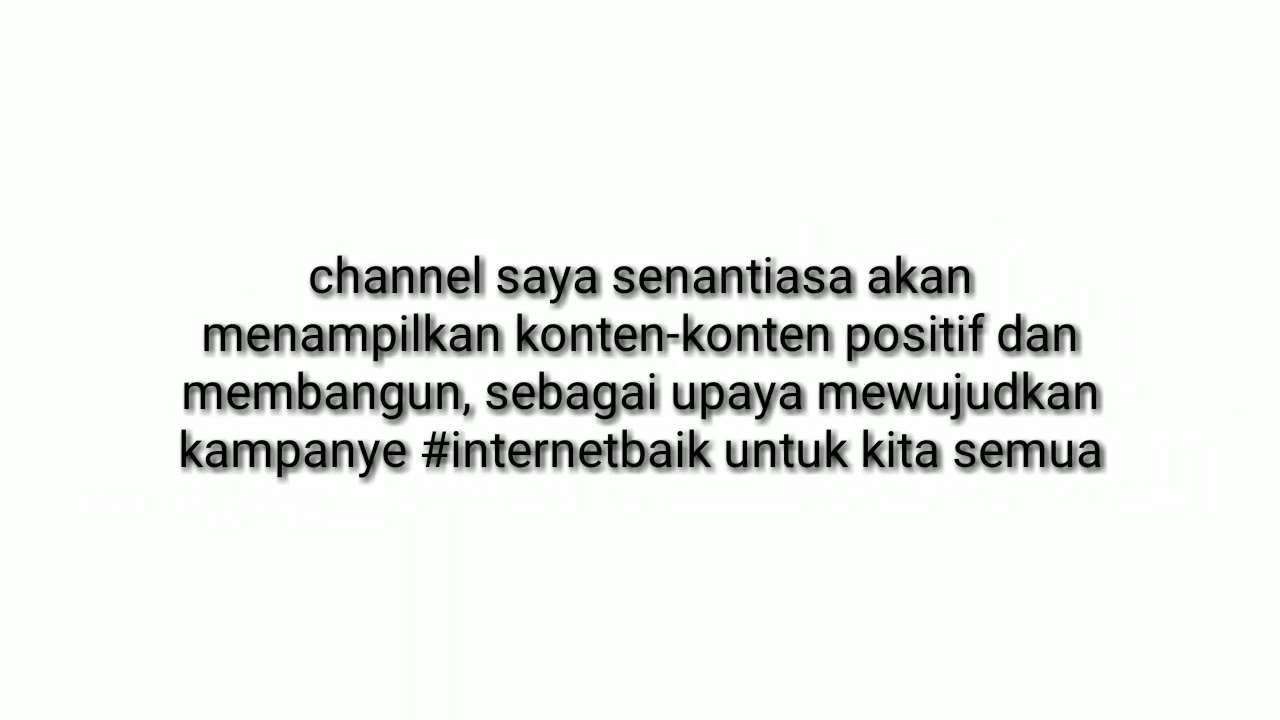 channel saya senantiasa akan
menampilkan konten-konten positif dan
membangun, sebagai upaya mewujudkan
kampanye #internetbaik untuk kita semua